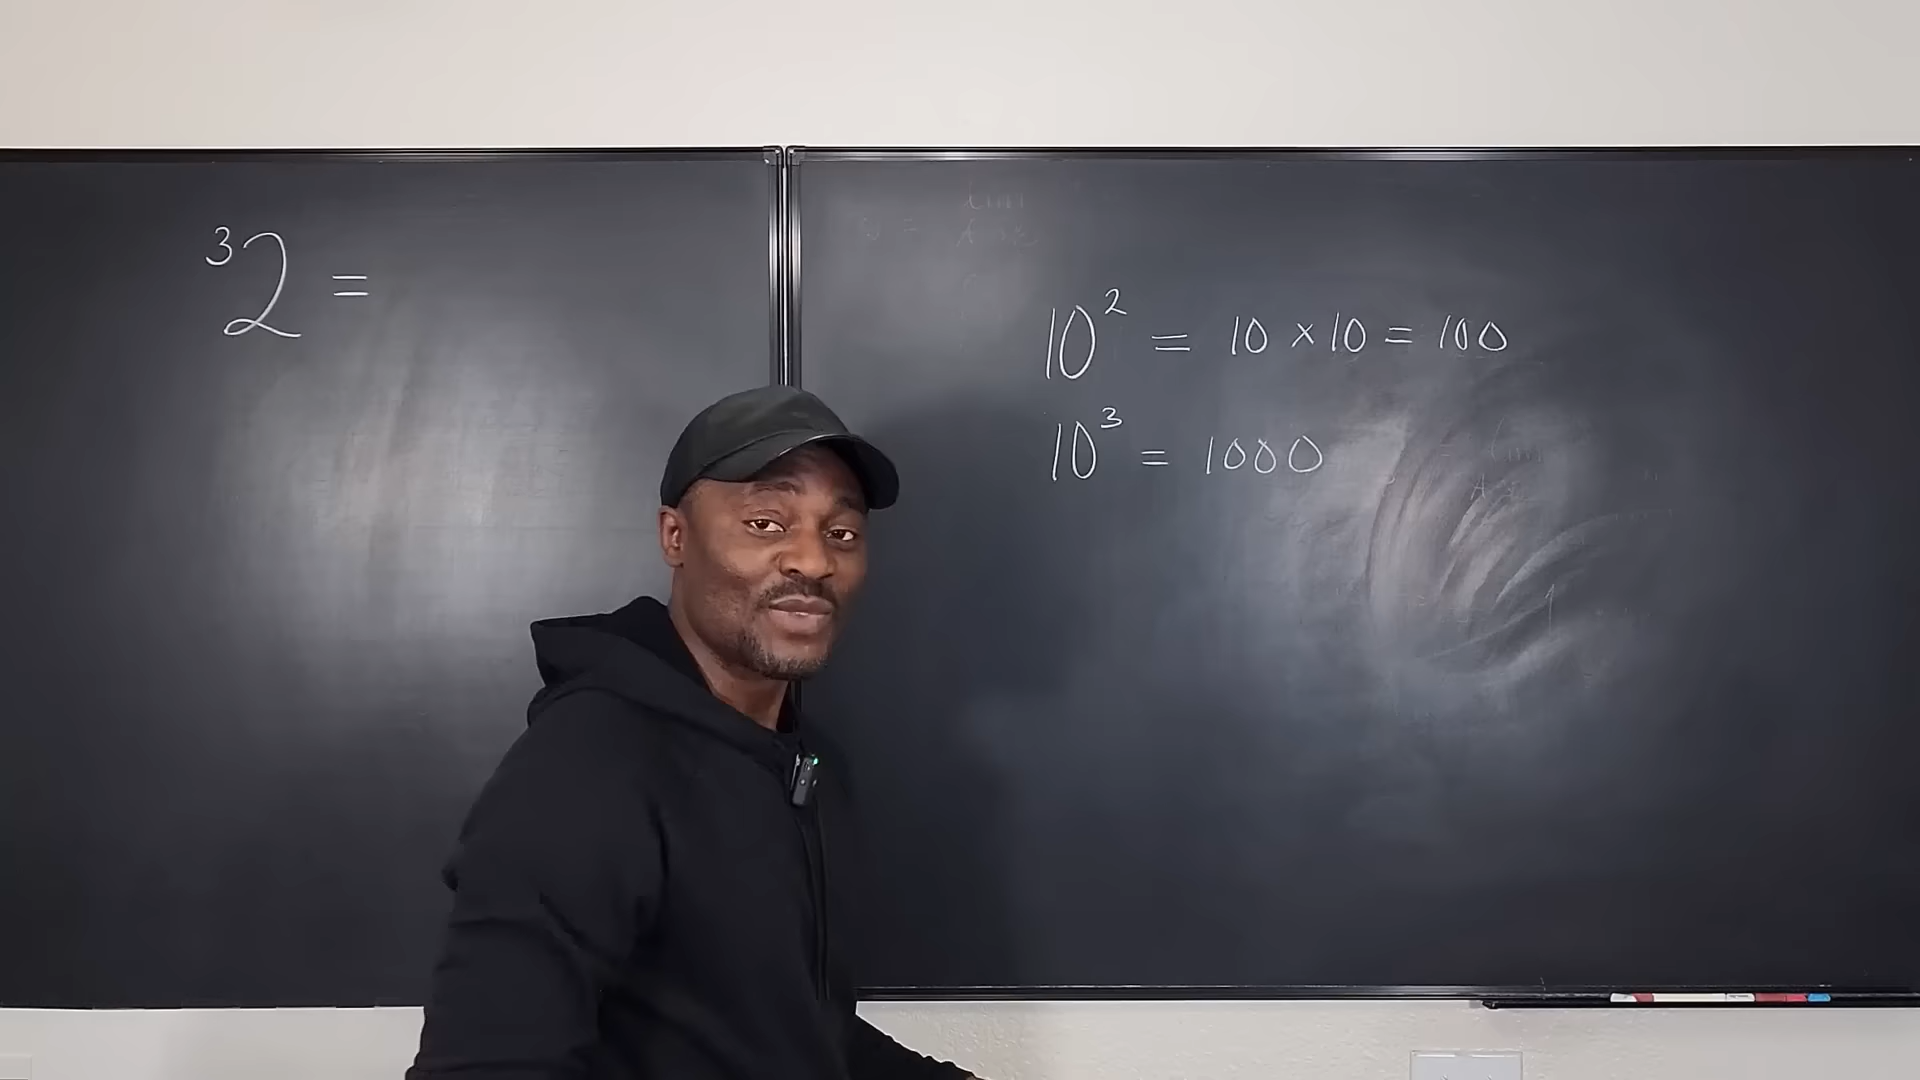 ³2 =
10² = 10 × 10 = 100
10³ = 1000